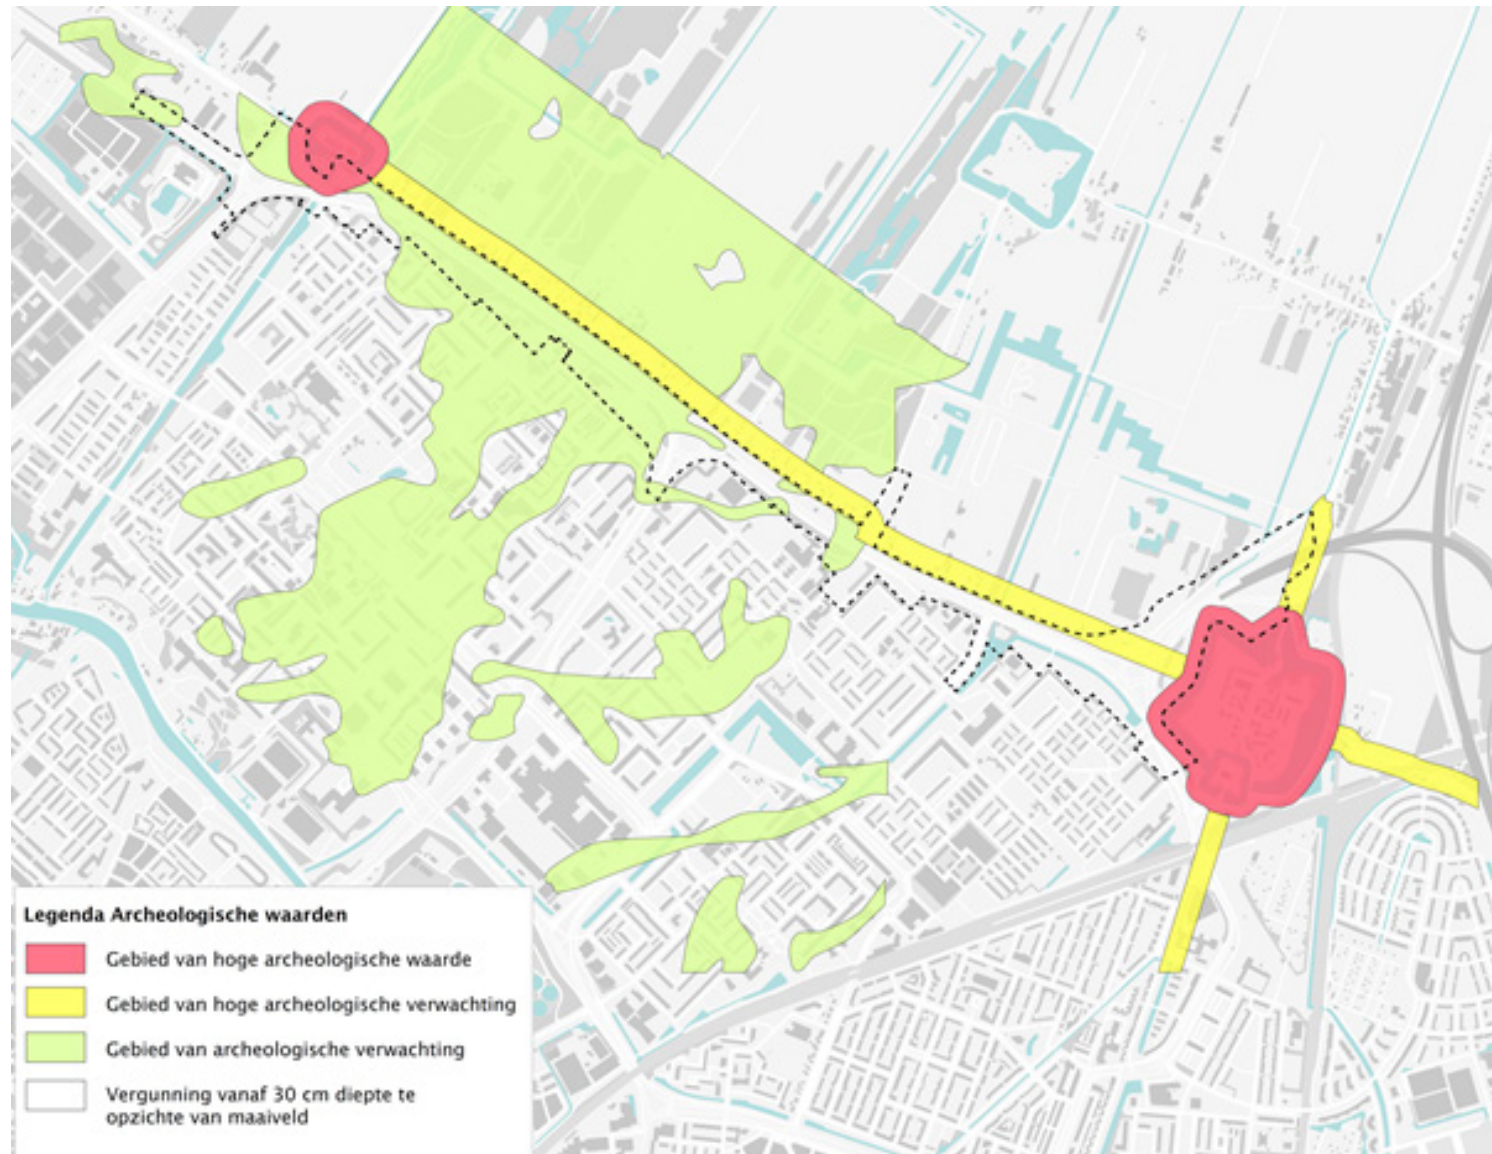 Legenda Archeologische waarden
Gebied van hoge archeologische waarde
Gebied van hoge archeologische verwachting
Gebied van archeologische verwachting
Vergunning vanaf 30 cm diepte te
opzichte van maaiveld